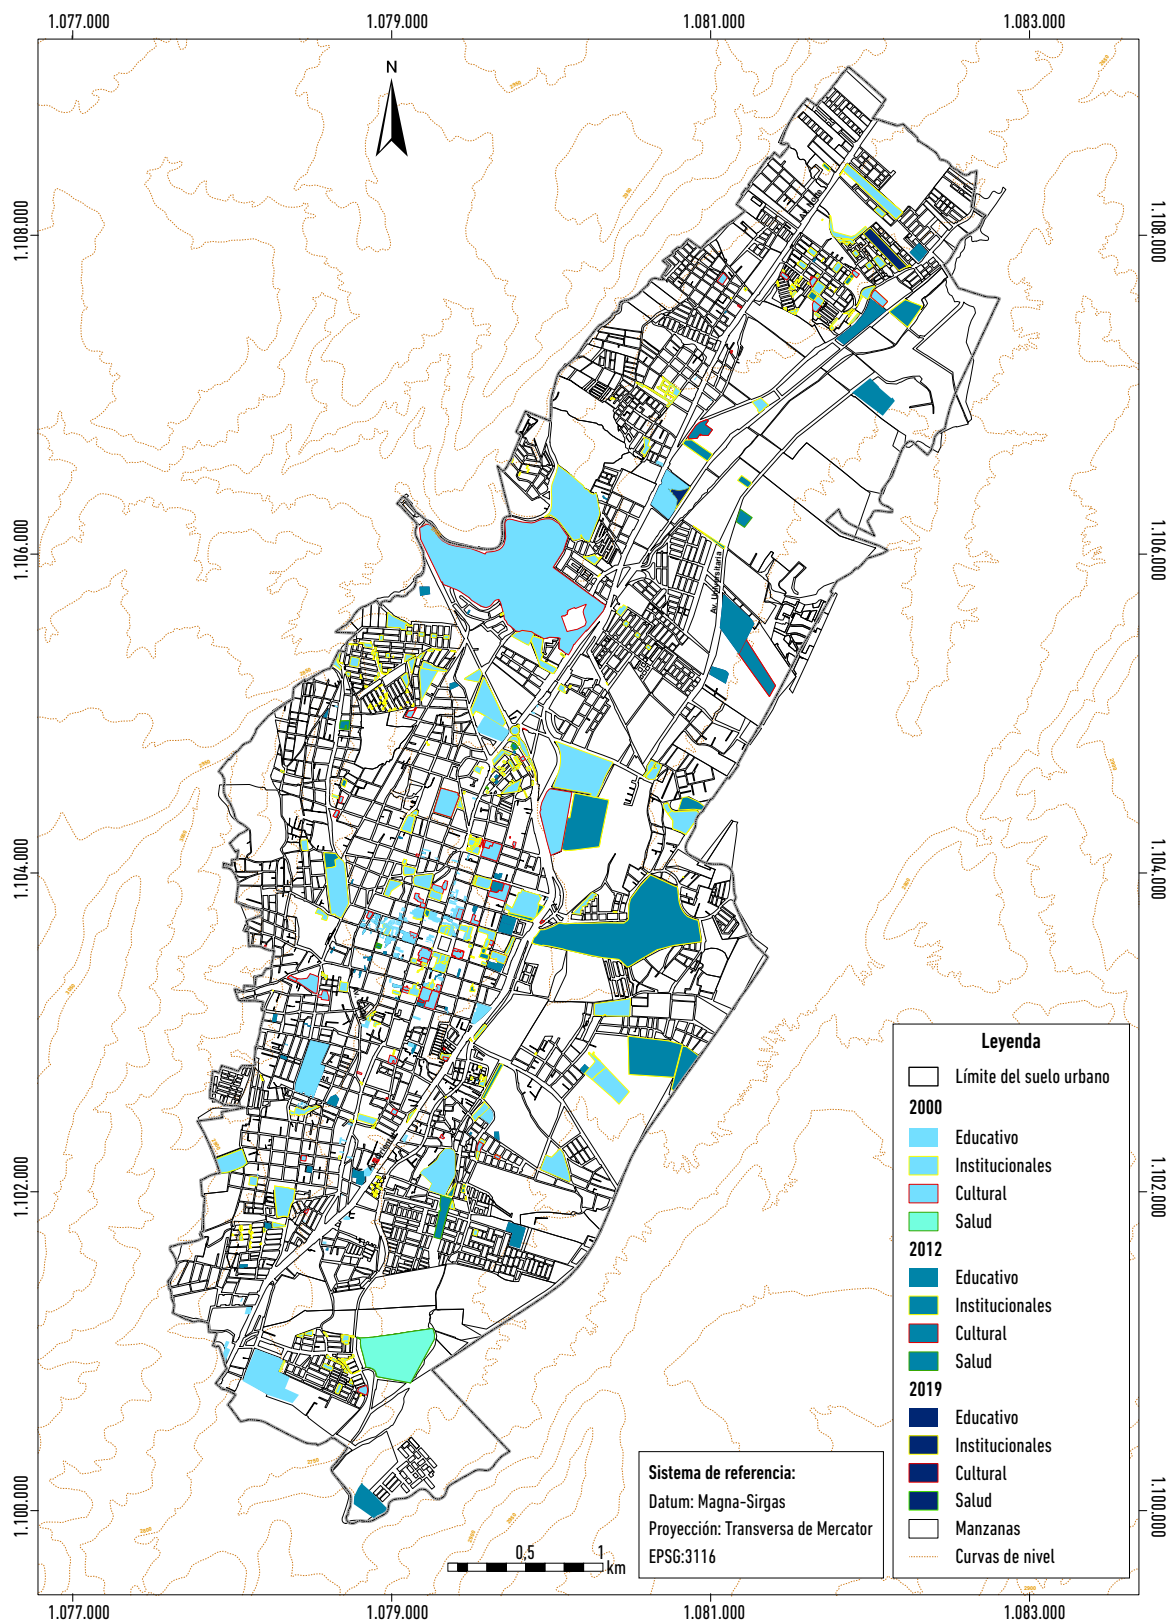 1.077.000 1.079.000 1.081.000 1.083.000
N
1.108.000 1.108.000
1.106.000 1.106.000
1.104.000 1.104.000
1.102.000 1.102.000
1.100.000 1.100.000
Av. Norte
Av. Universitaria
Leyenda
Límite del suelo urbano
2000
Educativo
Institucionales
Cultural
Salud
2012
Educativo
Institucionales
Cultural
Salud
2019
Educativo
Institucionales
Cultural
Salud
Manzanas
Curvas de nivel
Sistema de referencia:
Datum: Magna-Sirgas
Proyección: Transversa de Mercator
EPSG:3116
0,5 1
km
1.077.000 1.079.000 1.081.000 1.083.000